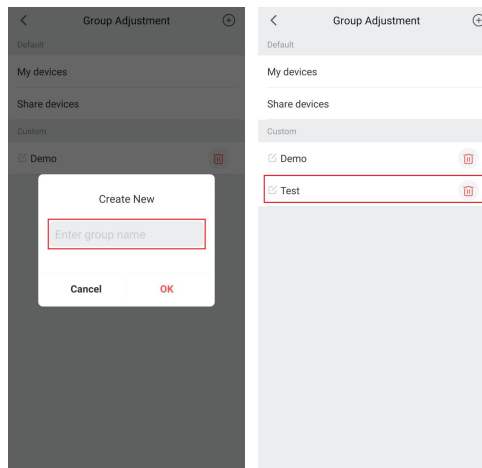 Group Adjustment
Default
My devices
Share devices
Custom
Demo
Create New
Enter group name
Cancel OK
Group Adjustment
Default
My devices
Share devices
Custom
Demo
Test